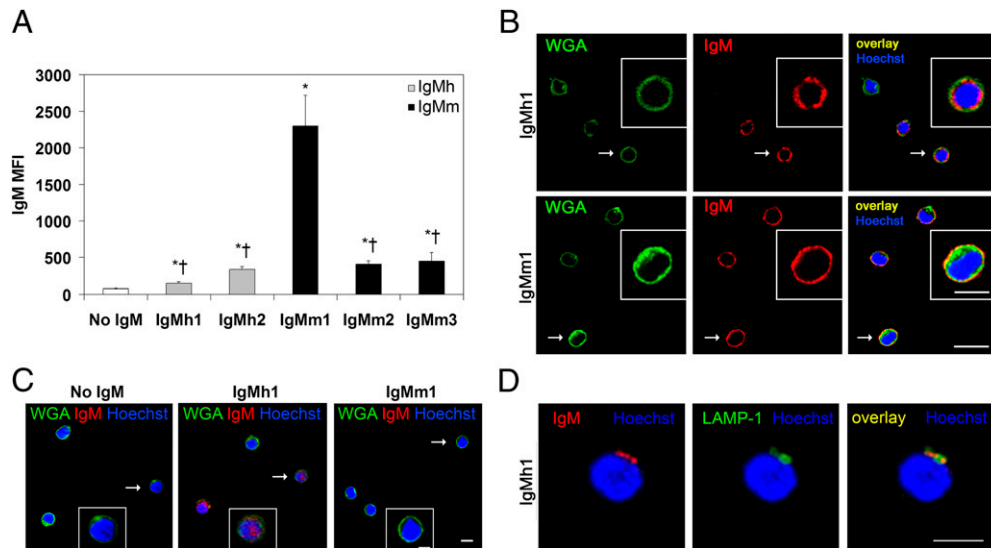 A
IgM MFI
3000
2500
2000
1500
1000
500
0
IgMh
IgMm
*† *† * *† *†
No IgM IgMh1 IgMh2 IgMm1 IgMm2 IgMm3
B
IgMh1
WGA IgM overlay
Hoechst
IgMm1
WGA IgM overlay
Hoechst
C
No IgM IgMh1 IgMm1
WGA IgM Hoechst WGA IgM Hoechst WGA IgM Hoechst
D
IgMh1
IgM Hoechst LAMP-1 Hoechst overlay Hoechst